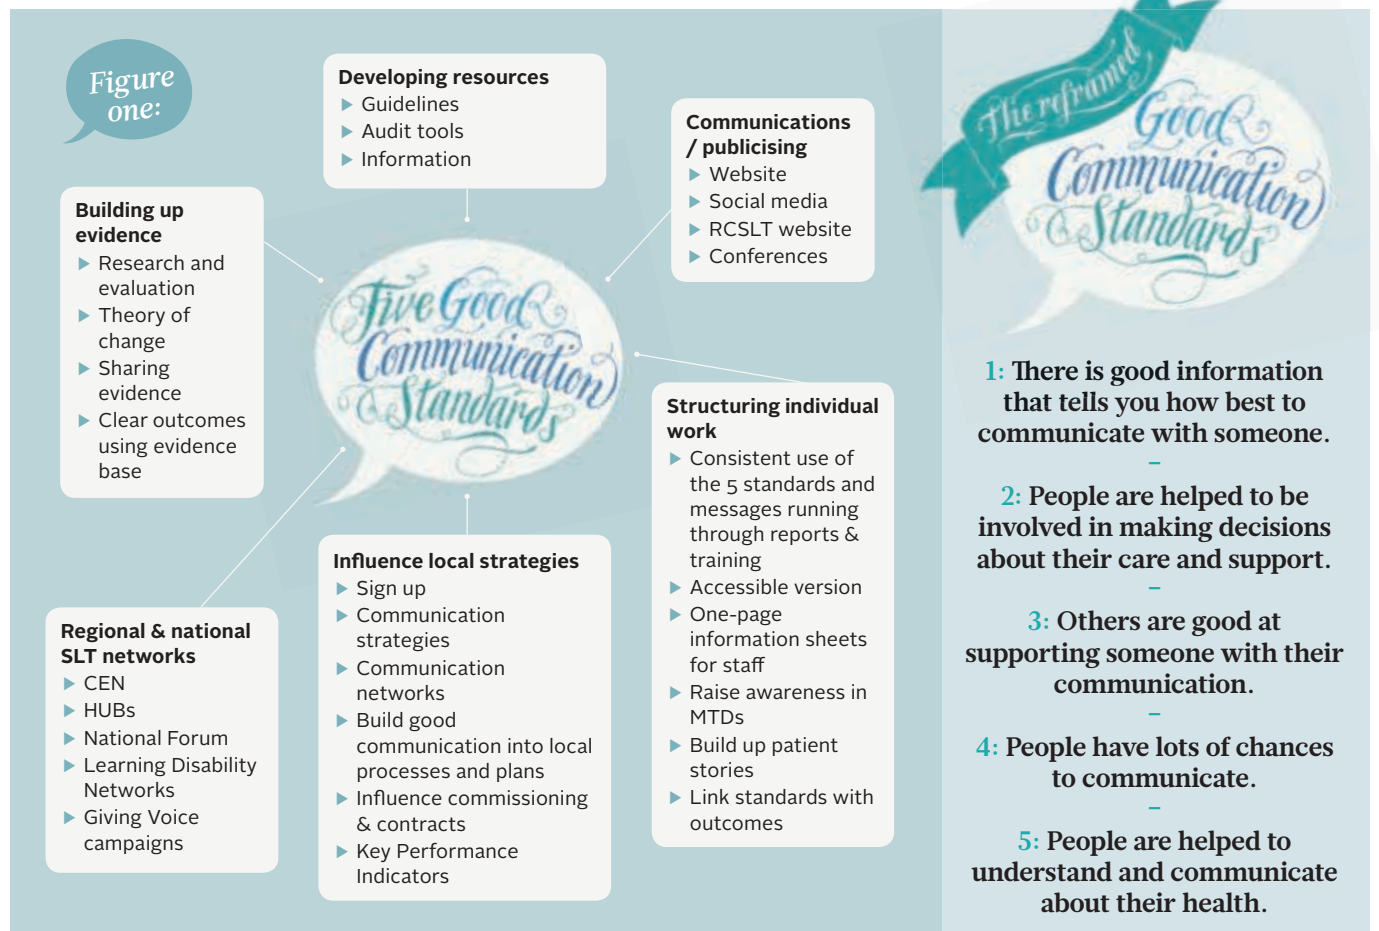 Figure
one:
Developing resources
Guidelines
Audit tools
Information
Communications
/ publicising
Website
Social media
RCSLT website
Conferences
Building up
evidence
Research and
evaluation
Theory of
change
Sharing
evidence
Clear outcomes
using evidence
base
Five Good
Communication
Standards
Structuring individual
work
Consistent use of
the 5 standards and
messages running
through reports &
training
Accessible version
One-page
information sheets
for staff
Raise awareness in
MTDs
Build up patient
stories
Link standards with
outcomes
Influence local strategies
Sign up
Communication
strategies
Communication
networks
Build good
communication into local
processes and plans
Influence commissioning
& contracts
Key Performance
Indicators
Regional & national
SLT networks
CEN
HUBs
National Forum
Learning Disability
Networks
Giving Voice
campaigns
The reframed
Good
Communication
Standards
1: There is good information
that tells you how best to
communicate with someone.
–
2: People are helped to be
involved in making decisions
about their care and support.
–
3: Others are good at
supporting someone with their
communication.
–
4: People have lots of chances
to communicate.
–
5: People are helped to
understand and communicate
about their health.